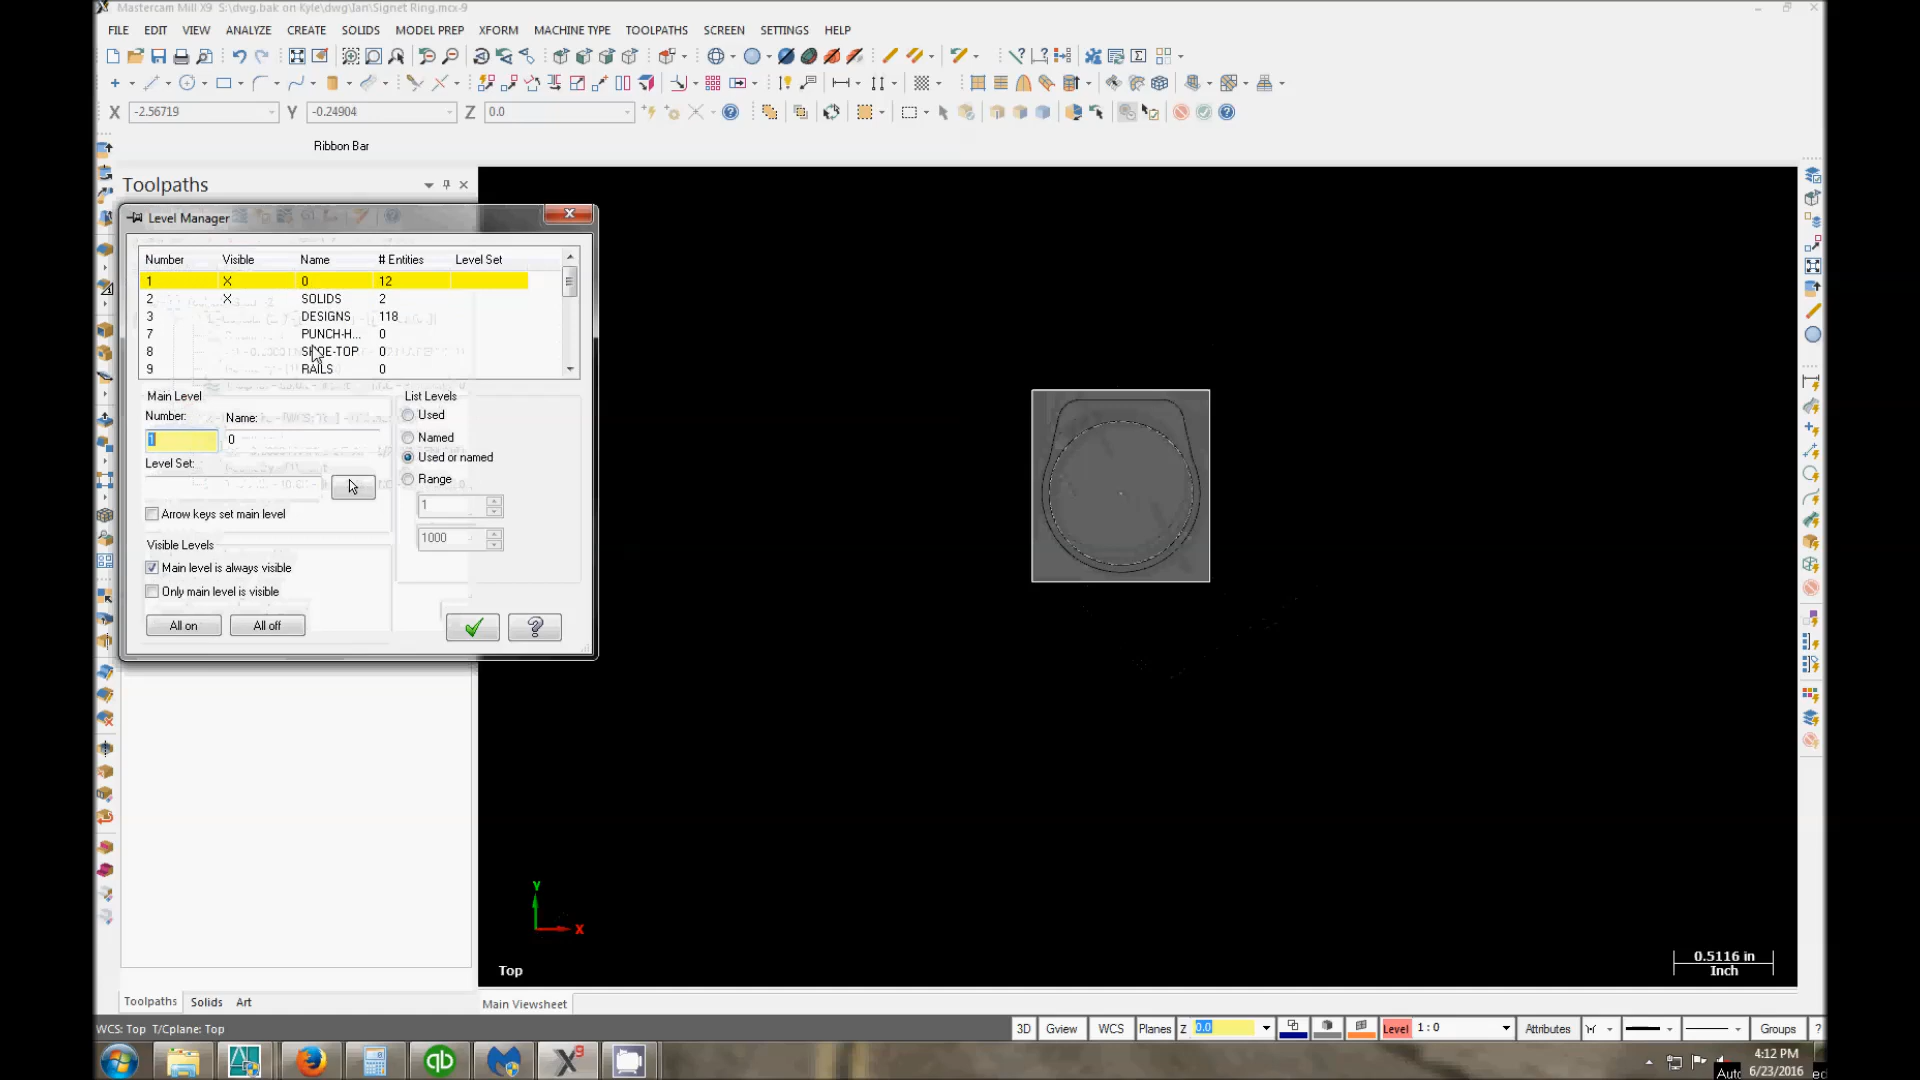 Mastercam Mill X9 S:\dwg.bak on Kyle\dwg\Ian\Signet Ring.mcx-9
FILE EDIT VIEW ANALYZE CREATE SOLIDS MODEL PREP XFORM MACHINE TYPE TOOLPATHS SCREEN SETTINGS HELP
X -2.56719 Y -0.24904 Z 0.0
Ribbon Bar
Toolpaths
Level Manager
Number Visible Name # Entities Level Set
1 X 0 12
2 X SOLIDS 2
3 DESIGNS 118
7 PUNCH-H... 0
8 SHOE-TOP 0
9 RAILS 0
Main Level
Number: Name:
1 0
Level Set:
Arrow keys set main level
Visible Levels
Main level is always visible
Only main level is visible
All on All off
List Levels
Used
Named
Used or named
Range
1
1000
Y
X
Top
0.5116 in
Inch
Toolpaths Solids Art
Main Viewsheet
WCS: Top T/Cplane: Top
3D Gview WCS Planes Z 0.0 Level 1 : 0 Attributes Groups ?
4:12 PM
6/23/2016